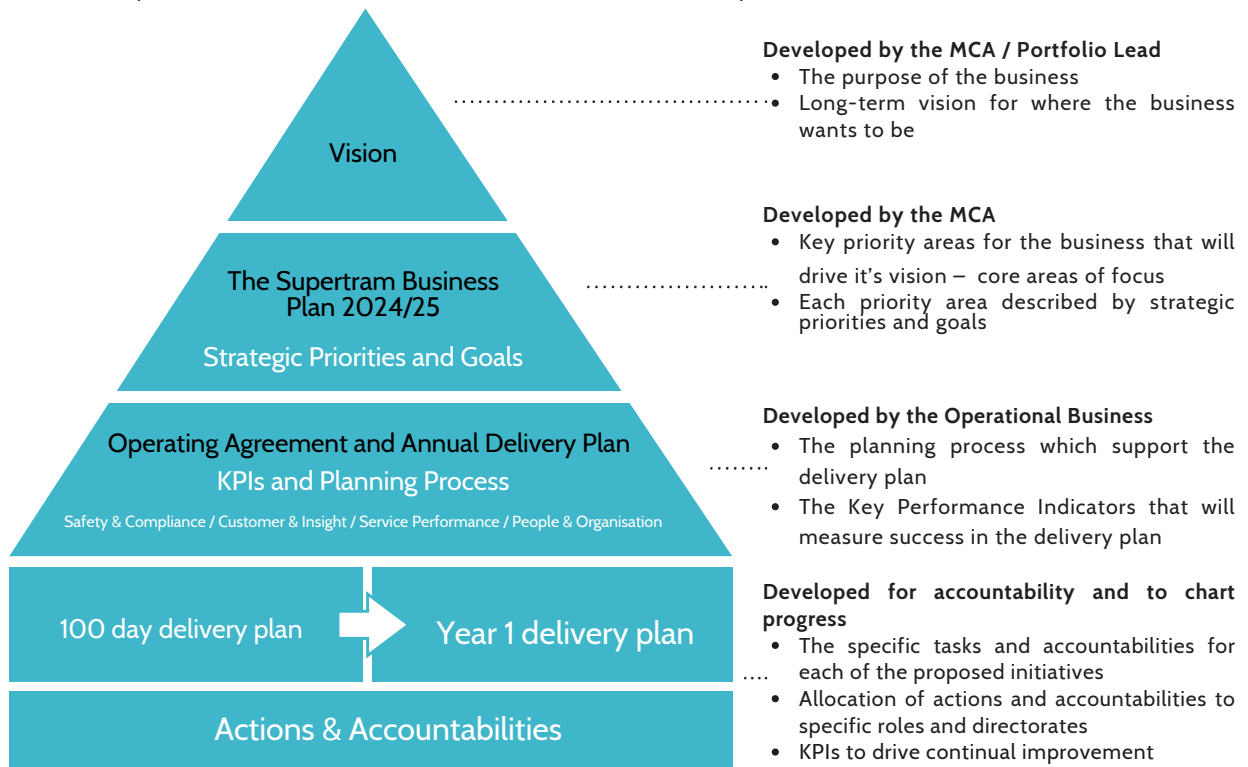 Developed by the MCA / Portfolio Lead
• The purpose of the business
• Long-term vision for where the business
wants to be
Vision
Developed by the MCA
• Key priority areas for the business that will
drive it's vision – core areas of focus
• Each priority area described by strategic
priorities and goals
The Supertram Business
Plan 2024/25
Strategic Priorities and Goals
Developed by the Operational Business
• The planning process which support the
delivery plan
• The Key Performance Indicators that will
measure success in the delivery plan
Operating Agreement and Annual Delivery Plan
KPIs and Planning Process
Safety & Compliance / Customer & Insight / Service Performance / People & Organisation
Developed for accountability and to chart
progress
• The specific tasks and accountabilities for
each of the proposed initiatives
• Allocation of actions and accountabilities to
specific roles and directorates
• KPIs to drive continual improvement
100 day delivery plan
Year 1 delivery plan
Actions & Accountabilities